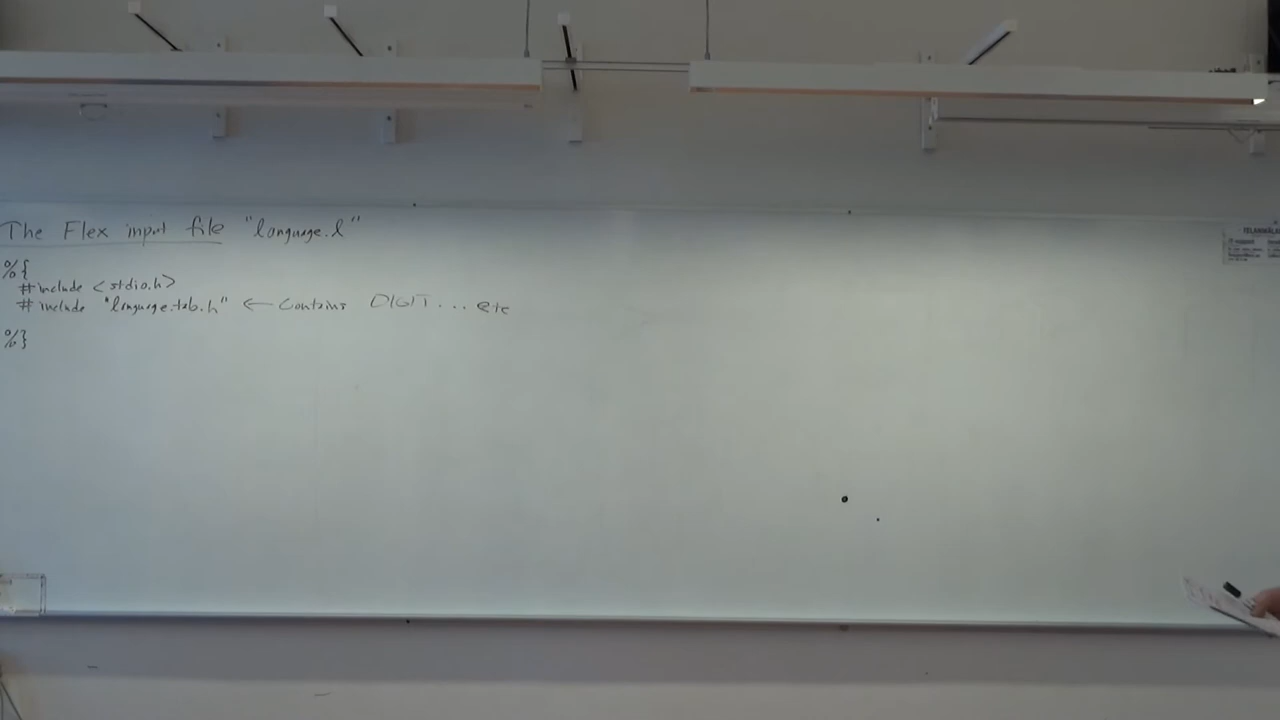 The Flex input file "language.l"
%{
#include <stdio.h>
#include "language.tab.h" ← Contains DIGIT... etc
%}